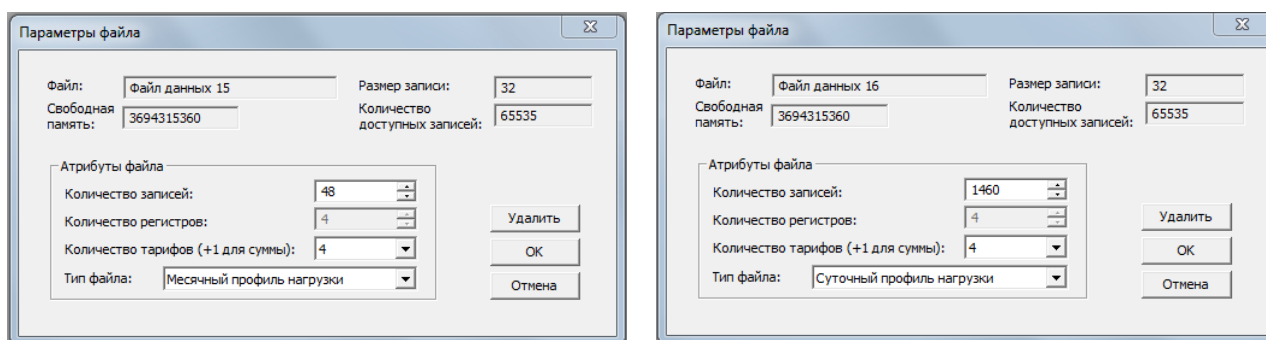 Параметры файла
Файл: Файл данных 15 Размер записи: 32
Свободная память: 3694315360 Количество доступных записей: 65535
Атрибуты файла
Количество записей: 48
Количество регистров: 4
Количество тарифов (+1 для суммы): 4
Тип файла: Месячный профиль нагрузки
Удалить
OK
Отмена
Параметры файла
Файл: Файл данных 16 Размер записи: 32
Свободная память: 3694315360 Количество доступных записей: 65535
Атрибуты файла
Количество записей: 1460
Количество регистров: 4
Количество тарифов (+1 для суммы): 4
Тип файла: Суточный профиль нагрузки
Удалить
OK
Отмена